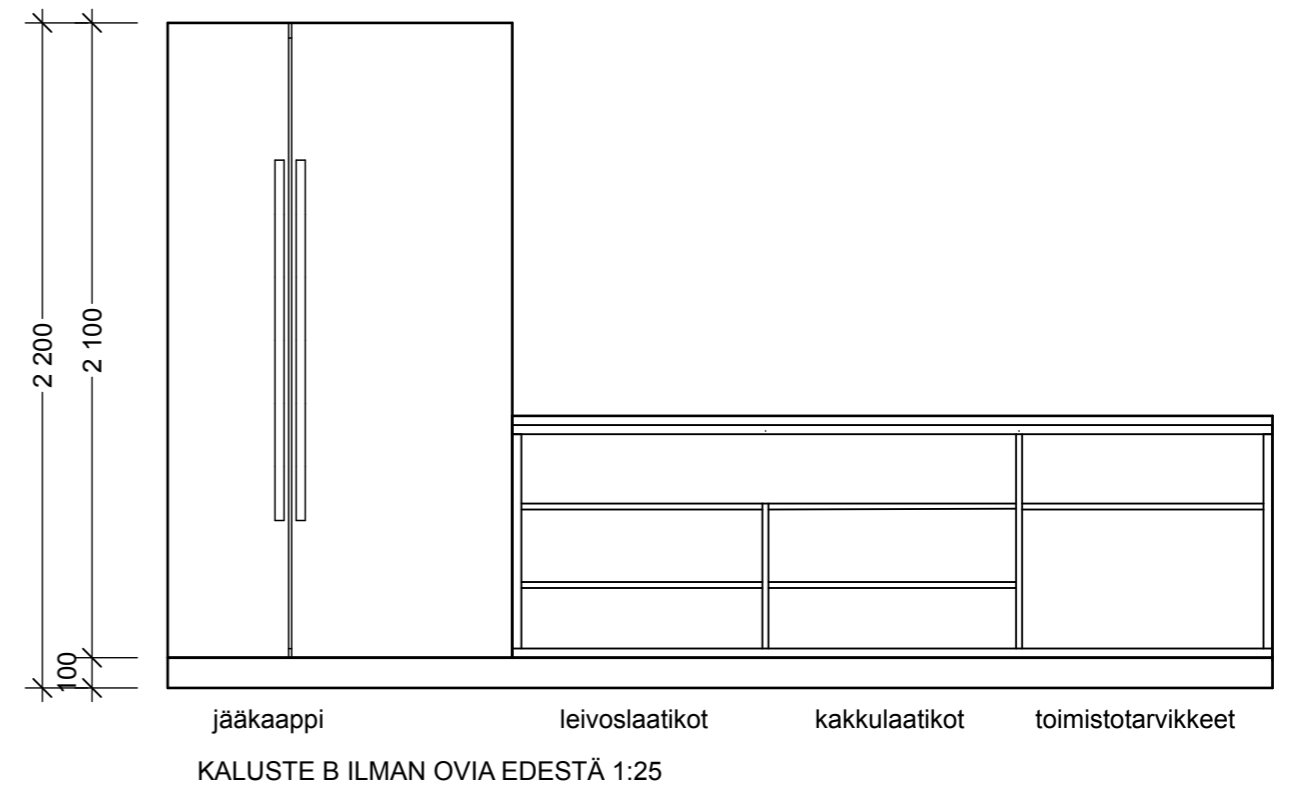 2 200
2 100
100
jääkaappi leivoslaatikot kakkulaatikot toimistotarvikkeet
KALUSTE B ILMAN OVIA EDESTÄ 1:25